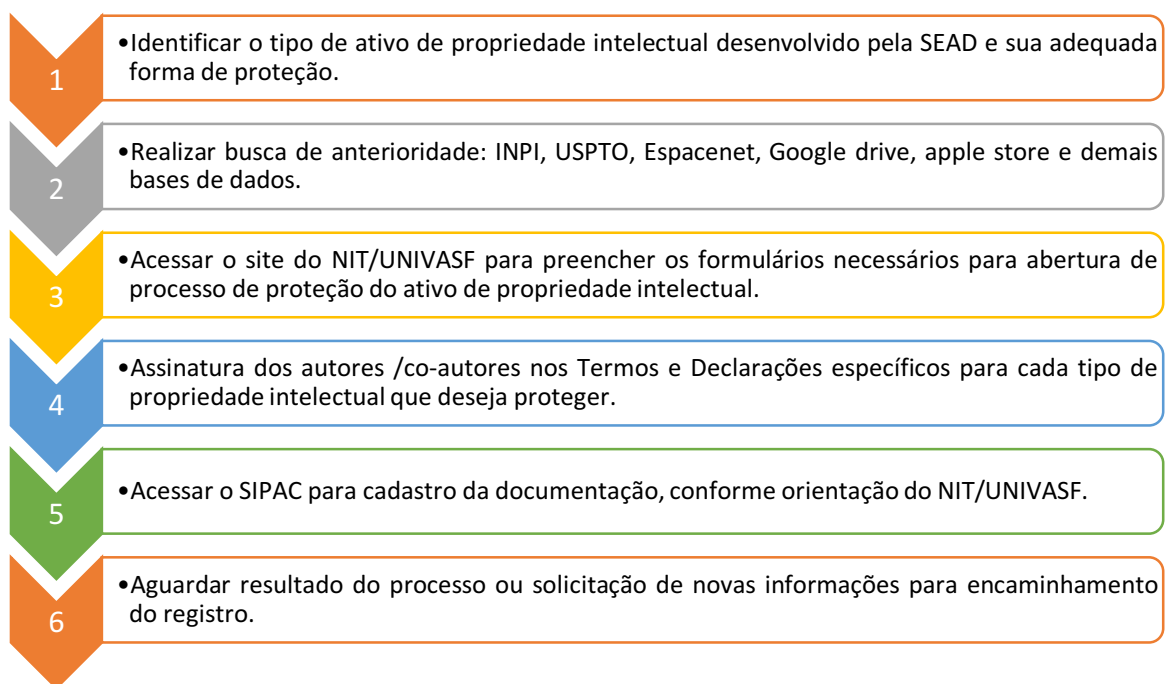 1
•Identificar o tipo de ativo de propriedade intelectual desenvolvido pela SEAD e sua adequada
forma de proteção.
2
•Realizar busca de anterioridade: INPI, USPTO, Espacenet, Google drive, apple store e demais
bases de dados.
3
•Acessar o site do NIT/UNIVASF para preencher os formulários necessários para abertura de
processo de proteção do ativo de propriedade intelectual.
4
•Assinatura dos autores /co-autores nos Termos e Declarações específicos para cada tipo de
propriedade intelectual que deseja proteger.
5
•Acessar o SIPAC para cadastro da documentação, conforme orientação do NIT/UNIVASF.
6
•Aguardar resultado do processo ou solicitação de novas informações para encaminhamento
do registro.